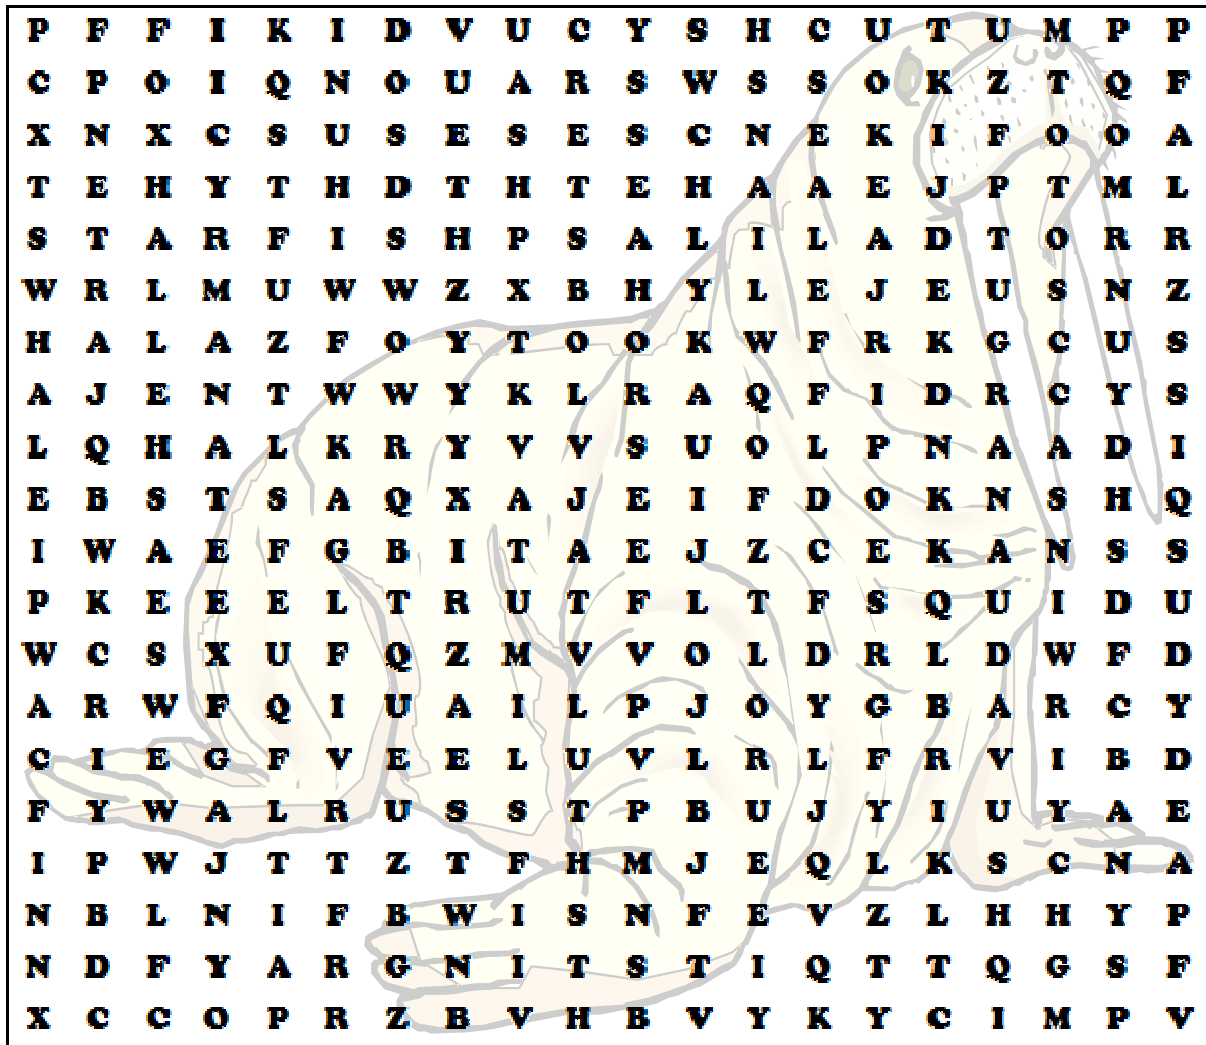 P F F I K I D V U C Y S H C U T U M P P
C P O I Q N O U A R S W S S O K Z T Q F
X N X C S U S E S E S C N E K I F O O A
T E H Y T H D T H T E H A A E J P T M L
S T A R F I S H P S A L I L A D T O R R
W R L M U W W Z X B H Y L E J E U S N Z
H A L A Z F O Y T O O K W F R K G C U S
A J E N T W W Y K L R A Q F I D R C Y S
L Q H A L K R Y V V S U O L P N A A D I
E B S T S A Q X A J E I F D O K N S H Q
I W A E F G B I T A E J Z C E K A N S S
P K E E E L T R U T F L T F S Q U I D U
W C S X U F Q Z M V V O L D R L D W F D
A R W F Q I U A I L P J O Y G B A R C Y
C I E G F V E E L U V L R L F R V I B D
F Y W A L R U S S T P B U J Y I U Y A E
I P W J T T Z T F H M J E Q L K S C N A
N B L N I F B W I S N F E V Z L H H Y P
N D F Y A R G N I T S T I Q T T Q G S F
X C C O P R Z B V H B V Y K Y C I M P V